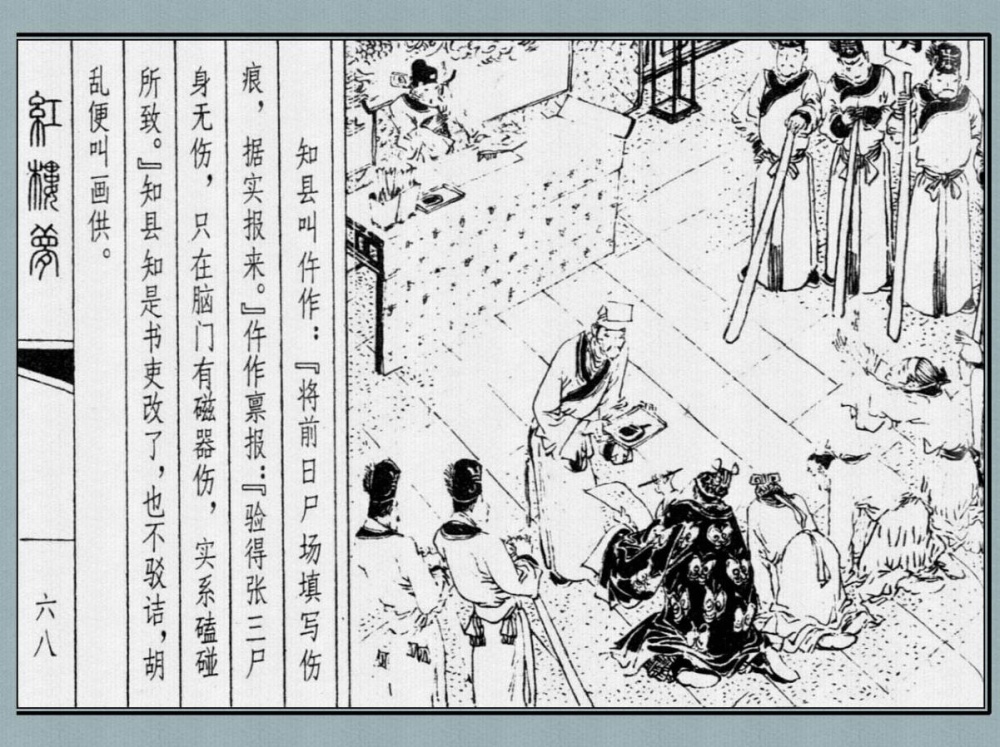 知县叫仵作：『将前日尸场填写伤
痕，据实报来。』仵作禀报：『验得张三尸
身无伤，只在脑门有磁器伤，实系磕碰
所致。』知县知是书吏改了，也不驳诘，胡
乱便叫画供。
紅樓夢
六八